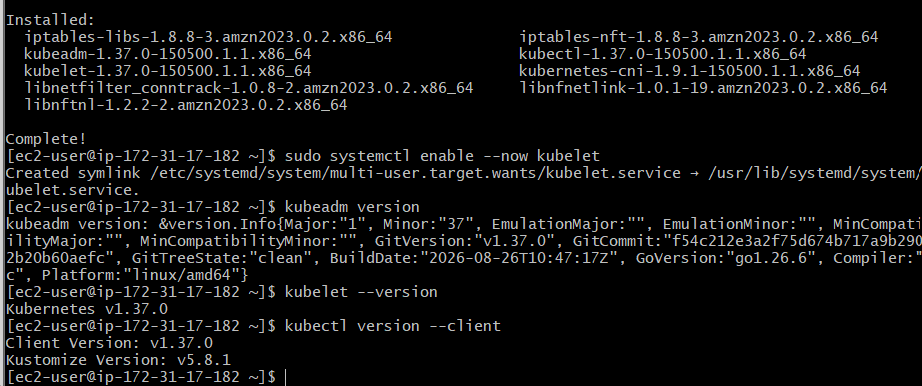 Installed:
  iptables-libs-1.8.8-3.amzn2023.0.2.x86_64    iptables-nft-1.8.8-3.amzn2023.0.2.x86_64
  kubeadm-1.37.0-150500.1.1.x86_64    kubectl-1.37.0-150500.1.1.x86_64
  kubelet-1.37.0-150500.1.1.x86_64    kubernetes-cni-1.9.1-150500.1.1.x86_64
  libnetfilter_conntrack-1.0.8-2.amzn2023.0.2.x86_64    libnfnetlink-1.0.1-19.amzn2023.0.2.x86_64
  libnftnl-1.2.2-2.amzn2023.0.2.x86_64
Complete!
[ec2-user@ip-172-31-17-182 ~]$ sudo systemctl enable --now kubelet
Created symlink /etc/systemd/system/multi-user.target.wants/kubelet.service → /usr/lib/systemd/system/
ubelet.service.
[ec2-user@ip-172-31-17-182 ~]$ kubeadm version
kubeadm version: &version.Info{Major:"1", Minor:"37", EmulationMajor:"", EmulationMinor:"", MinCompati
ilityMajor:"", MinCompatibilityMinor:"", GitVersion:"v1.37.0", GitCommit:"f54c212e3a2f75d674b717a9b290
2b20b60aefc", GitTreeState:"clean", BuildDate:"2026-08-26T10:47:17Z", GoVersion:"go1.26.6", Compiler:"
c", Platform:"linux/amd64"}
[ec2-user@ip-172-31-17-182 ~]$ kubelet --version
Kubernetes v1.37.0
[ec2-user@ip-172-31-17-182 ~]$ kubectl version --client
Client Version: v1.37.0
Kustomize Version: v5.8.1
[ec2-user@ip-172-31-17-182 ~]$